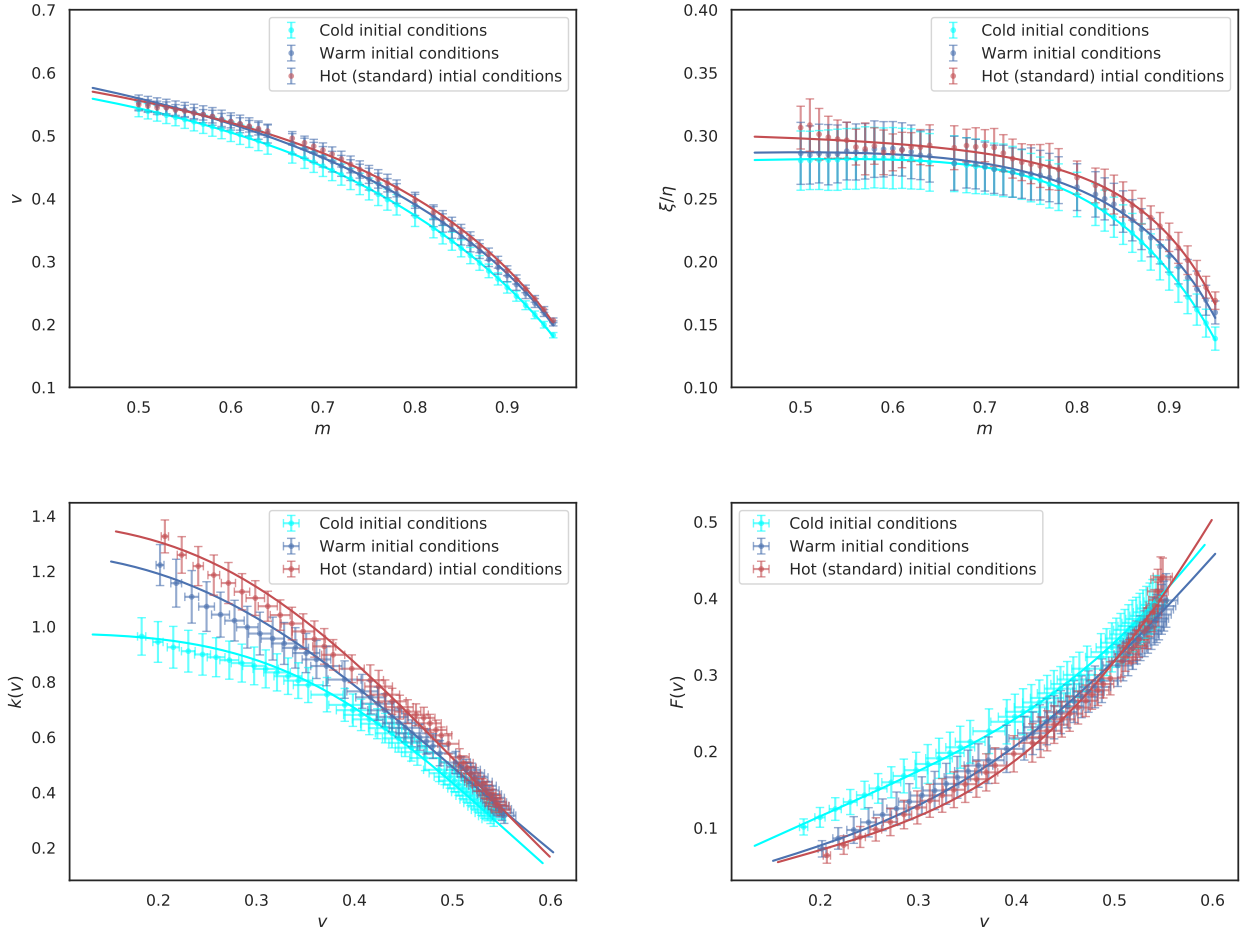 0.7
0.6
0.5
0.4
0.3
0.2
0.1
v
0.5 0.6 0.7 0.8 0.9
m
Cold initial conditions
Warm initial conditions
Hot (standard) intial conditions
0.40
0.35
0.30
0.25
0.20
0.15
0.10
ξ/η
0.5 0.6 0.7 0.8 0.9
m
Cold initial conditions
Warm initial conditions
Hot (standard) intial conditions
1.4
1.2
1.0
0.8
0.6
0.4
0.2
k(v)
0.2 0.3 0.4 0.5 0.6
v
Cold initial conditions
Warm initial conditions
Hot (standard) intial conditions
0.5
0.4
0.3
0.2
0.1
F(v)
0.2 0.3 0.4 0.5 0.6
v
Cold initial conditions
Warm initial conditions
Hot (standard) intial conditions